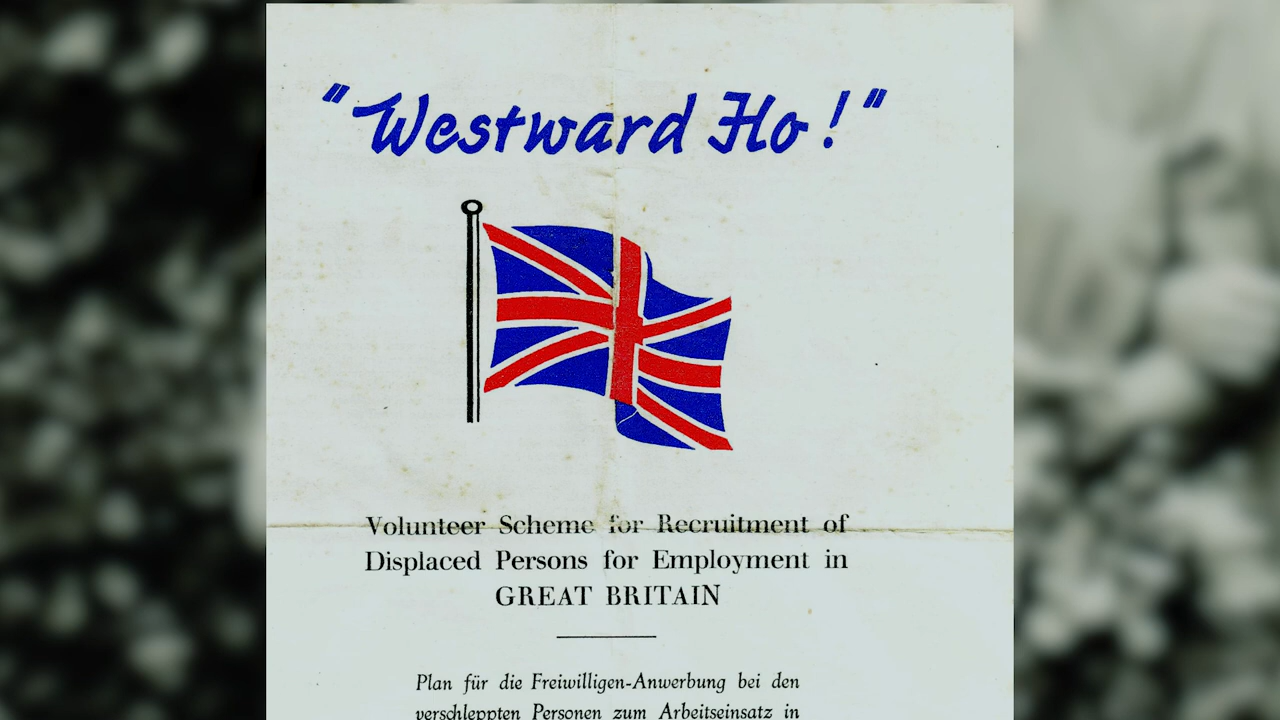 "Westward Ho!"
Volunteer Scheme for Recruitment of
Displaced Persons for Employment in
GREAT BRITAIN
Plan für die Freiwilligen-Anwerbung bei den
verschleppten Personen zum Arbeitseinsatz in